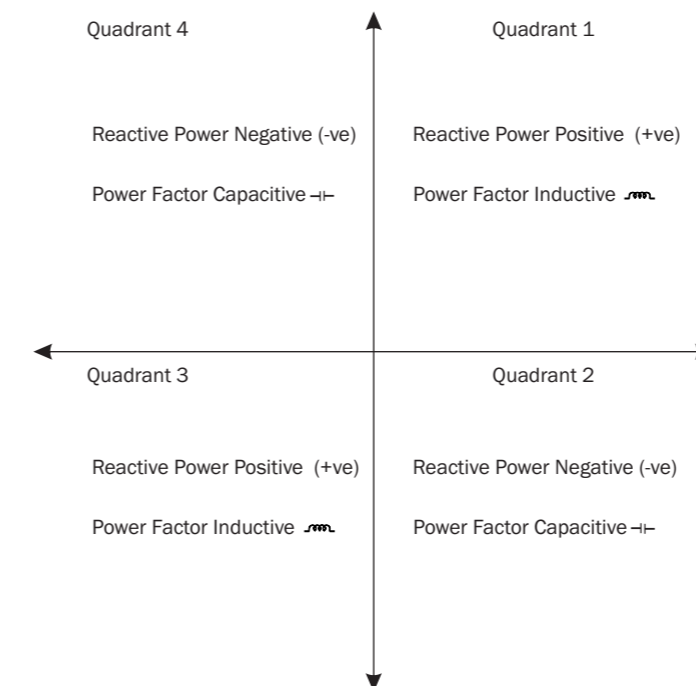 Quadrant 4
Quadrant 1
Reactive Power Negative (-ve)
Reactive Power Positive (+ve)
Power Factor Capacitive
Power Factor Inductive
Quadrant 3
Quadrant 2
Reactive Power Positive (+ve)
Reactive Power Negative (-ve)
Power Factor Inductive
Power Factor Capacitive